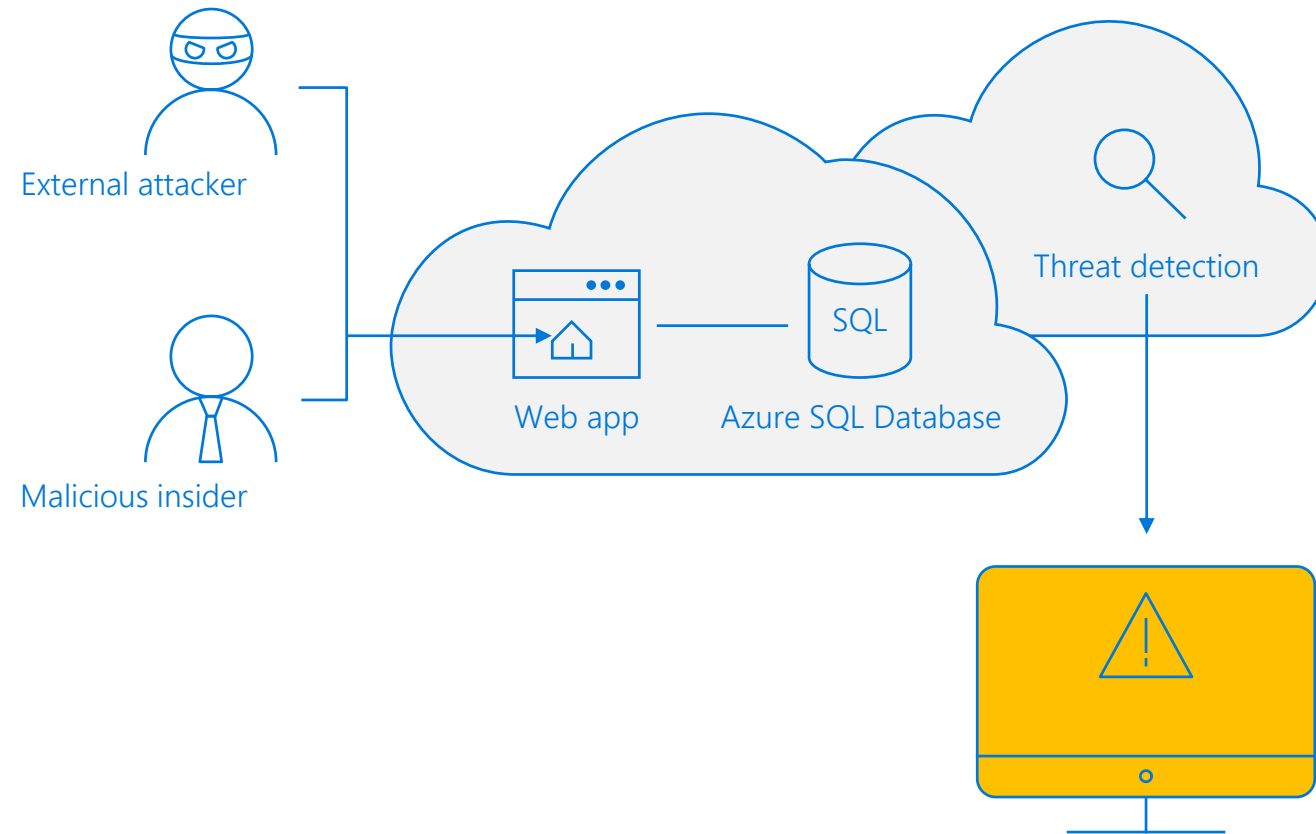 External attacker
Threat detection
SQL
Web app
Azure SQL Database
Malicious insider